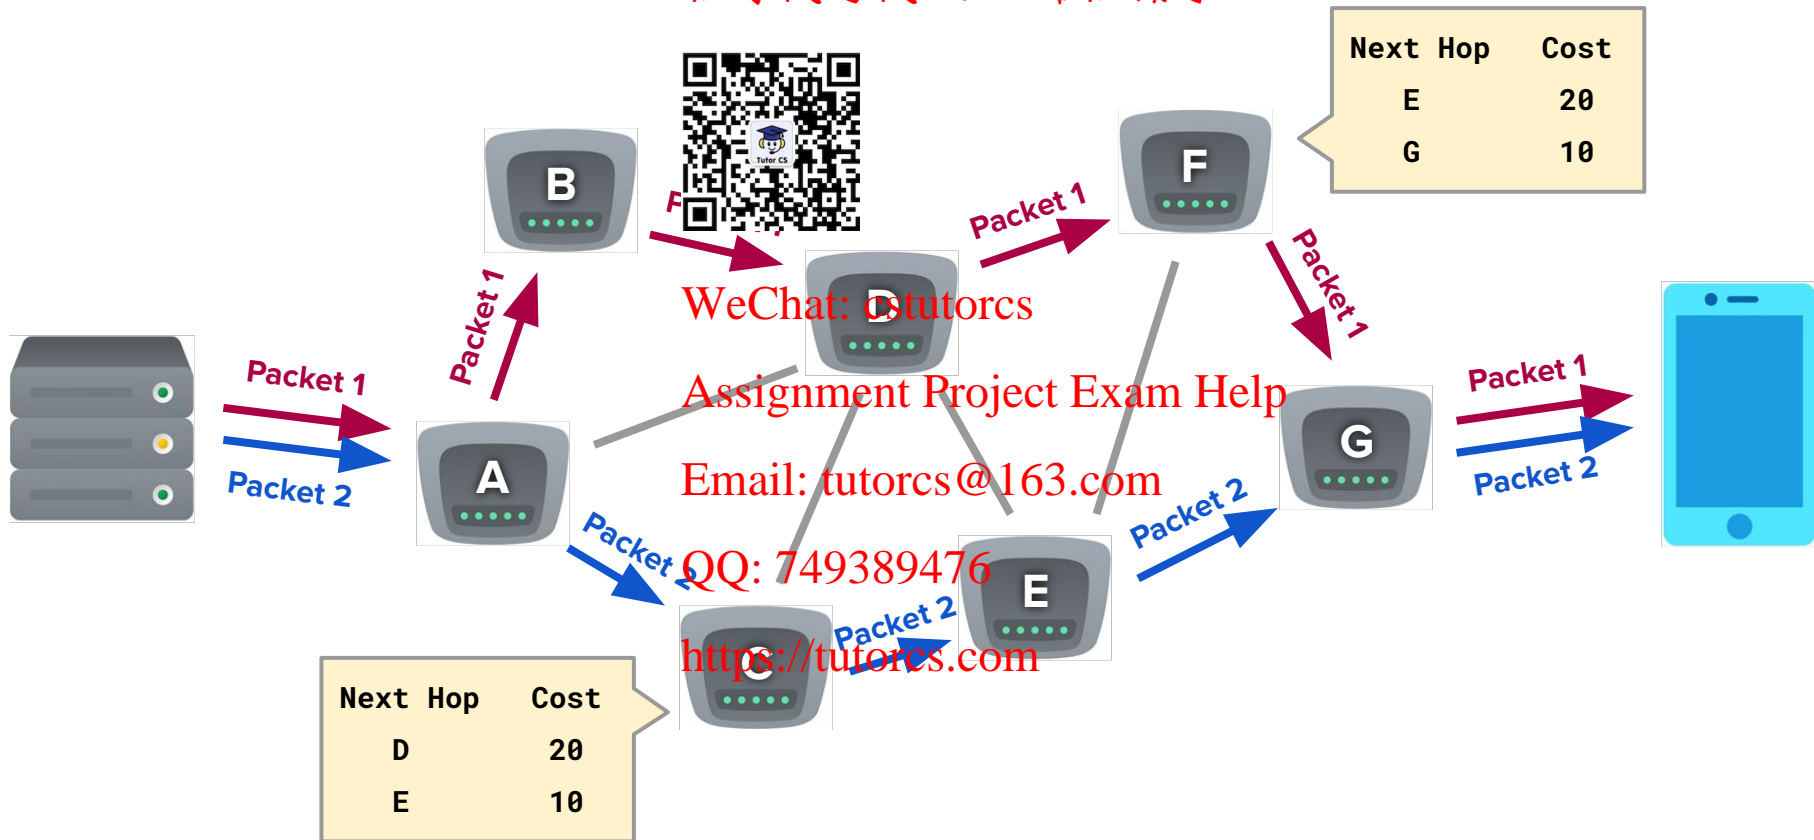 Next Hop Cost
E 20
G 10
B
F
Packet 1
Packet 1
Packet 1
Packet 1
D
WeChat: cstutorcs
Packet 1
Packet 1
Assignment Project Exam Help
G
A
Email: tutorcs@163.com
Packet 2
Packet 2
Packet 2
Packet 2
QQ: 749389476
E
Packet 2
https://tutorcs.com
C
Next Hop Cost
D 20
E 10
Tutor CS